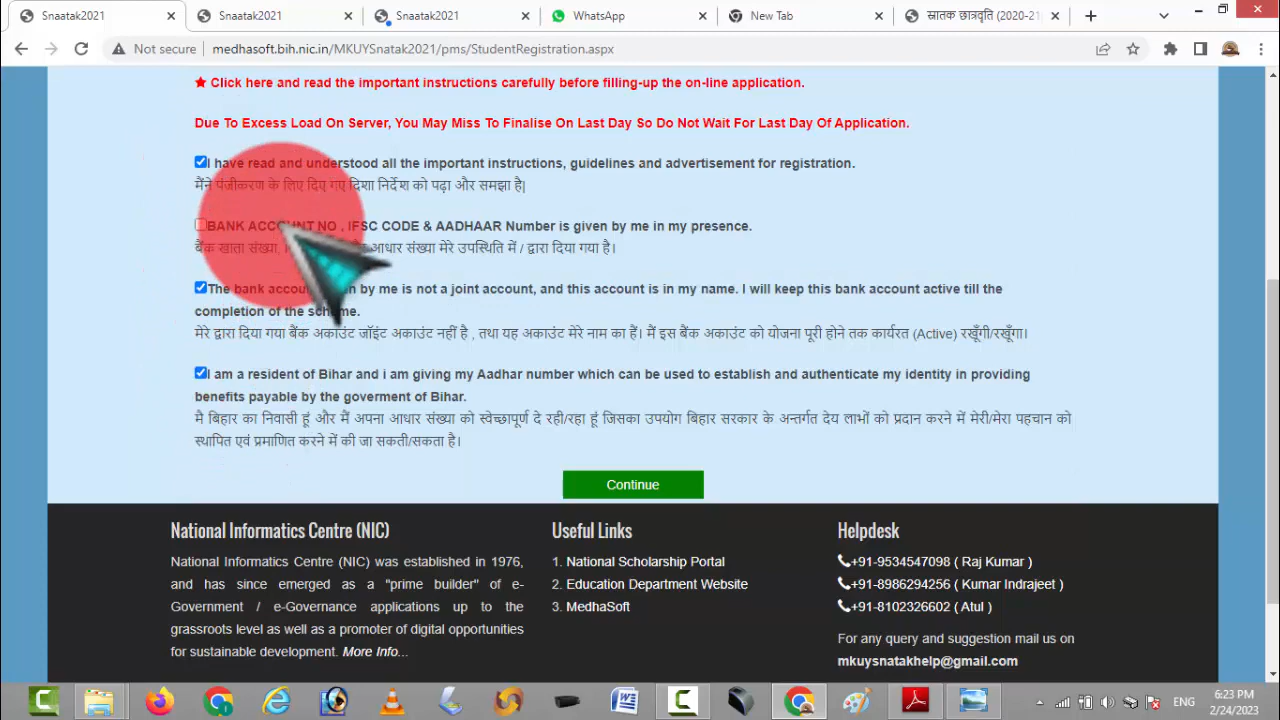 Snaatak2021 Snaatak2021 Snaatak2021 WhatsApp New Tab स्नातक छात्रवृति (2020-21
Not secure medhasoft.bih.nic.in/MKUYSnatak2021/pms/StudentRegistration.aspx
★ Click here and read the important instructions carefully before filling-up the on-line application.
Due To Excess Load On Server, You May Miss To Finalise On Last Day So Do Not Wait For Last Day Of Application.
I have read and understood all the important instructions, guidelines and advertisement for registration.
मैंने पंजीकरण के लिए दिए गए दिशा निर्देश को पढ़ा और समझा है|
BANK ACCOUNT NO , IFSC CODE & AADHAAR Number is given by me in my presence.
बैंक खाता संख्या, आधार संख्या मेरे उपस्थिति में / द्वारा दिया गया है।
The bank by me is not a joint account, and this account is in my name. I will keep this bank account active till the
completion of the scheme.
मेरे द्वारा दिया गया बैंक अकाउंट जॉइंट अकाउंट नहीं है , तथा यह अकाउंट मेरे नाम का हैं। मैं इस बैंक अकाउंट को योजना पूरी होने तक कार्यरत (Active) रखूँगी/रखूँगा।
I am a resident of Bihar and i am giving my Aadhar number which can be used to establish and authenticate my identity in providing
benefits payable by the goverment of Bihar.
मै बिहार का निवासी हूं और मैं अपना आधार संख्या को स्वेच्छापूर्ण दे रही/रहा हूं जिसका उपयोग बिहार सरकार के अन्तर्गत देय लाभों को प्रदान करने में मेरी/मेरा पहचान को
स्थापित एवं प्रमाणित करने में की जा सकती/सकता है।
Continue
National Informatics Centre (NIC)
National Informatics Centre (NIC) was established in 1976,
and has since emerged as a "prime builder" of e-
Government / e-Governance applications up to the
grassroots level as well as a promoter of digital opportunities
for sustainable development. More Info...
Useful Links
1. National Scholarship Portal
2. Education Department Website
3. MedhaSoft
Helpdesk
+91-9534547098 ( Raj Kumar )
+91-8986294256 ( Kumar Indrajeet )
+91-8102326602 ( Atul )
For any query and suggestion mail us on
mkuysnatakhelp@gmail.com
ENG 6:23 PM
2/24/2023